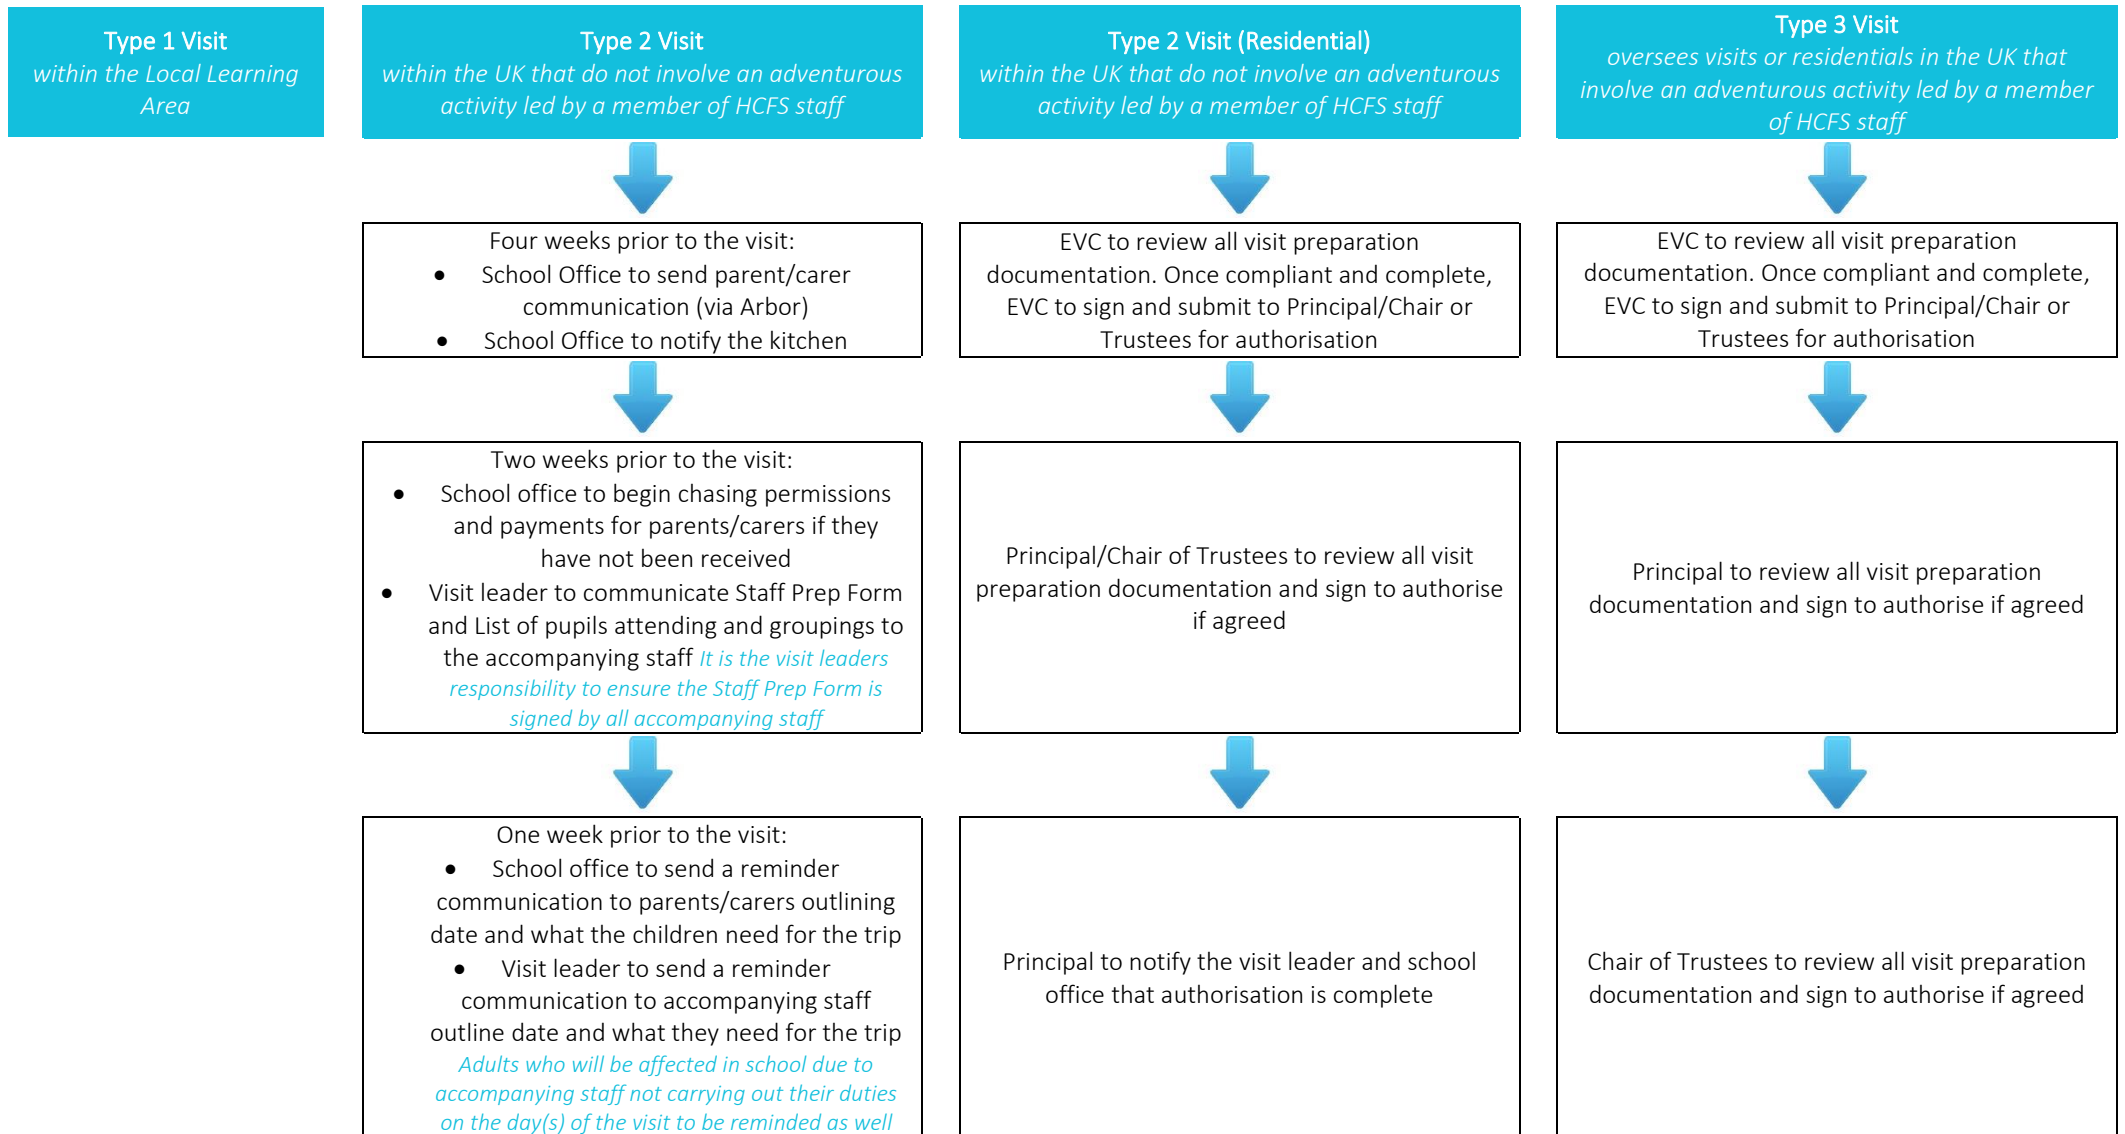 Type 1 Visit
within the Local Learning
Area
Type 2 Visit
within the UK that do not involve an adventurous
activity led by a member of HCFS staff
Type 2 Visit (Residential)
within the UK that do not involve an adventurous
activity led by a member of HCFS staff
Type 3 Visit
oversees visits or residentials in the UK that
involve an adventurous activity led by a member
of HCFS staff
Four weeks prior to the visit:
• School Office to send parent/carer
communication (via Arbor)
• School Office to notify the kitchen
EVC to review all visit preparation
documentation. Once compliant and complete,
EVC to sign and submit to Principal/Chair or
Trustees for authorisation
EVC to review all visit preparation
documentation. Once compliant and complete,
EVC to sign and submit to Principal/Chair or
Trustees for authorisation
Two weeks prior to the visit:
• School office to begin chasing permissions
and payments for parents/carers if they
have not been received
• Visit leader to communicate Staff Prep Form
and List of pupils attending and groupings to
the accompanying staff It is the visit leaders
responsibility to ensure the Staff Prep Form is
signed by all accompanying staff
Principal/Chair of Trustees to review all visit
preparation documentation and sign to authorise
if agreed
Principal to review all visit preparation
documentation and sign to authorise if agreed
One week prior to the visit:
• School office to send a reminder
communication to parents/carers outlining
date and what the children need for the trip
• Visit leader to send a reminder
communication to accompanying staff
outline date and what they need for the trip
Adults who will be affected in school due to
accompanying staff not carrying out their duties
on the day(s) of the visit to be reminded as well
Principal to notify the visit leader and school
office that authorisation is complete
Chair of Trustees to review all visit preparation
documentation and sign to authorise if agreed